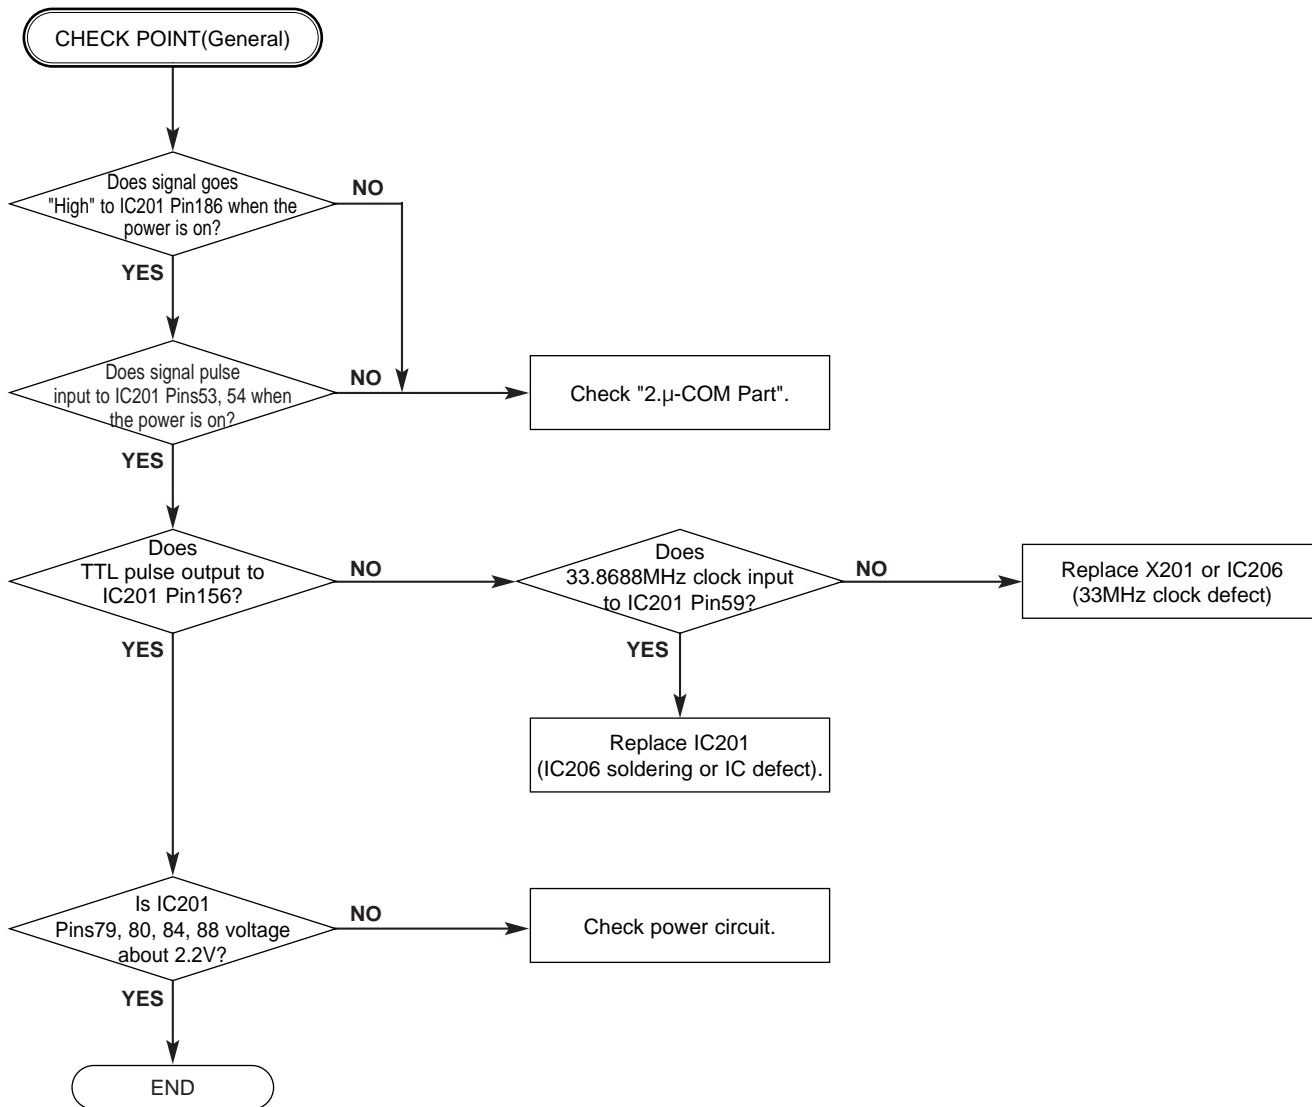 CHECK POINT(General)
Does signal goes
"High" to IC201 Pin186 when the
power is on?
NO
YES
Does signal pulse
input to IC201 Pins53, 54 when
the power is on?
NO
Check "2.μ-COM Part".
YES
Does
TTL pulse output to
IC201 Pin156?
NO
Does
33.8688MHz clock input
to IC201 Pin59?
NO
Replace X201 or IC206
(33MHz clock defect)
YES
YES
Replace IC201
(IC206 soldering or IC defect).
Is IC201
Pins79, 80, 84, 88 voltage
about 2.2V?
NO
Check power circuit.
YES
END